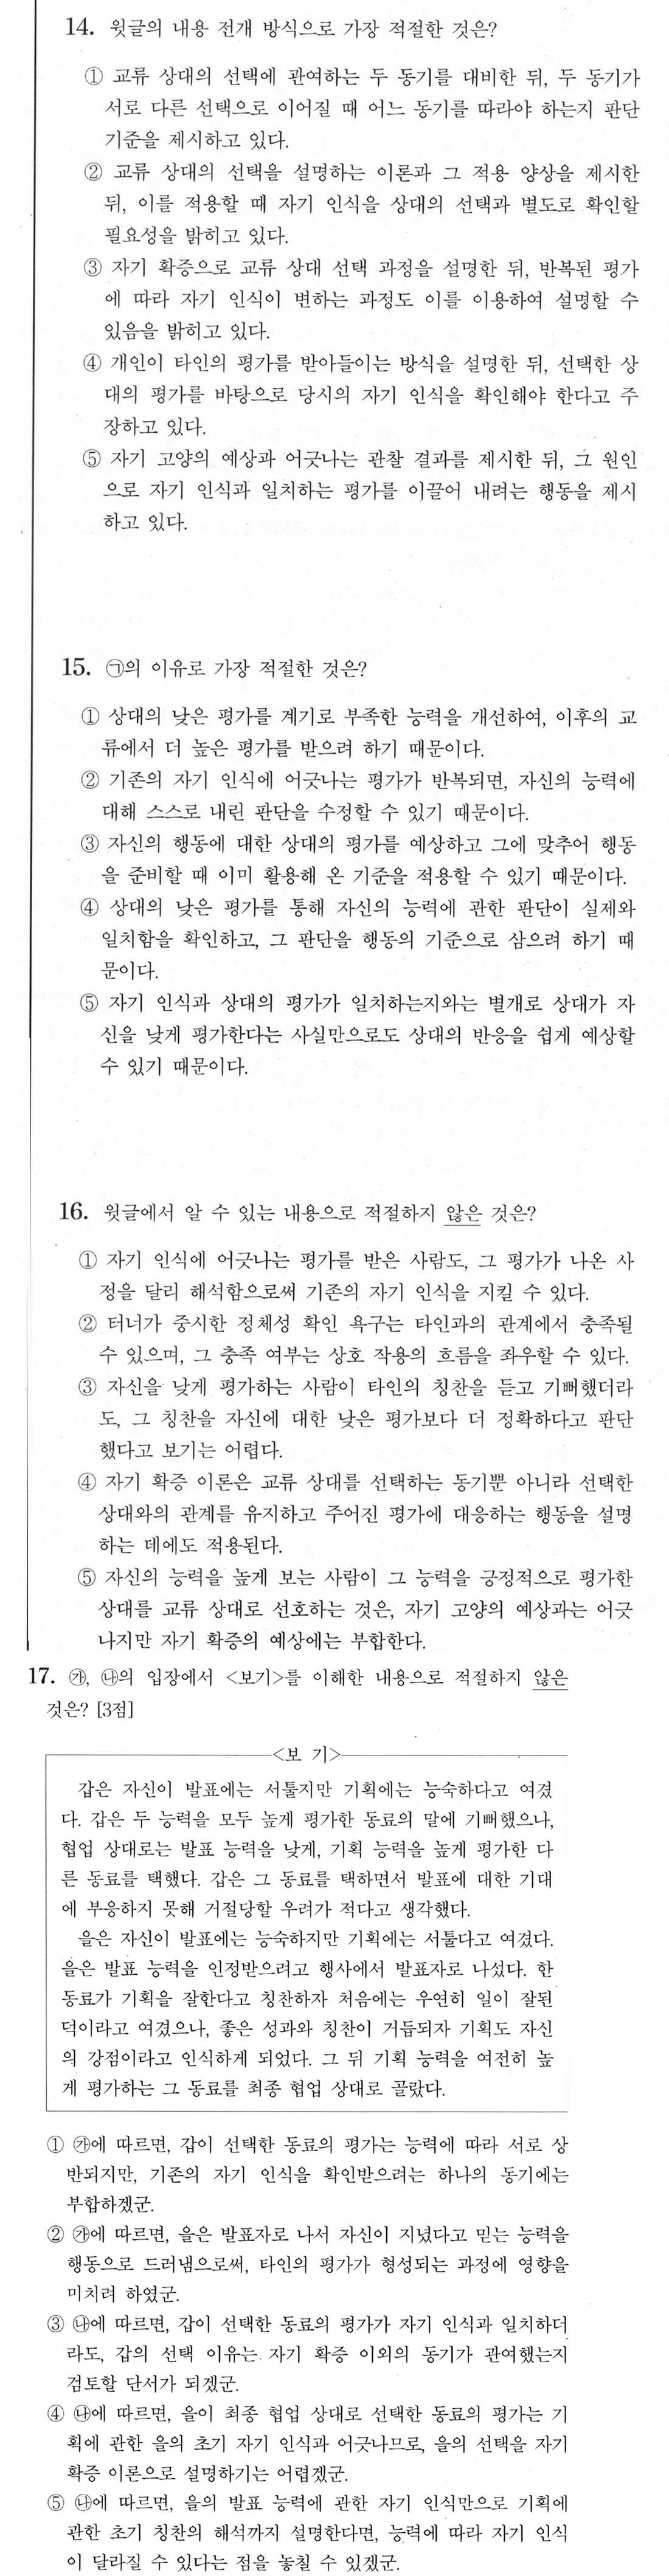 14. 윗글의 내용 전개 방식으로 가장 적절한 것은?
① 교류 상대의 선택에 관여하는 두 동기를 대비한 뒤, 두 동기가
서로 다른 선택으로 이어질 때 어느 동기를 따라야 하는지 판단
기준을 제시하고 있다.
② 교류 상대의 선택을 설명하는 이론과 그 적용 양상을 제시한
뒤, 이를 적용할 때 자기 인식을 상대의 선택과 별도로 확인할
필요성을 밝히고 있다.
③ 자기 확증으로 교류 상대 선택 과정을 설명한 뒤, 반복된 평가
에 따라 자기 인식이 변하는 과정도 이를 이용하여 설명할 수
있음을 밝히고 있다.
④ 개인이 타인의 평가를 받아들이는 방식을 설명한 뒤, 선택한 상
대의 평가를 바탕으로 당시의 자기 인식을 확인해야 한다고 주
장하고 있다.
⑤ 자기 고양의 예상과 어긋나는 관찰 결과를 제시한 뒤, 그 원인
으로 자기 인식과 일치하는 평가를 이끌어 내려는 행동을 제시
하고 있다.
15. ㉠의 이유로 가장 적절한 것은?
① 상대의 낮은 평가를 계기로 부족한 능력을 개선하여, 이후의 교
류에서 더 높은 평가를 받으려 하기 때문이다.
② 기존의 자기 인식에 어긋나는 평가가 반복되면, 자신의 능력에
대해 스스로 내린 판단을 수정할 수 있기 때문이다.
③ 자신의 행동에 대한 상대의 평가를 예상하고 그에 맞추어 행동
을 준비할 때 이미 활용해 온 기준을 적용할 수 있기 때문이다.
④ 상대의 낮은 평가를 통해 자신의 능력에 관한 판단이 실제와
일치함을 확인하고, 그 판단을 행동의 기준으로 삼으려 하기 때
문이다.
⑤ 자기 인식과 상대의 평가가 일치하는지와는 별개로 상대가 자
신을 낮게 평가한다는 사실만으로도 상대의 반응을 쉽게 예상할
수 있기 때문이다.
16. 윗글에서 알 수 있는 내용으로 적절하지 않은 것은?
① 자기 인식에 어긋나는 평가를 받은 사람도, 그 평가가 나온 사
정을 달리 해석함으로써 기존의 자기 인식을 지킬 수 있다.
② 터너가 중시한 정체성 확인 욕구는 타인과의 관계에서 충족될
수 있으며, 그 충족 여부는 상호 작용의 흐름을 좌우할 수 있다.
③ 자신을 낮게 평가하는 사람이 타인의 칭찬을 듣고 기뻐했더라
도, 그 칭찬을 자신에 대한 낮은 평가보다 더 정확하다고 판단
했다고 보기는 어렵다.
④ 자기 확증 이론은 교류 상대를 선택하는 동기뿐 아니라 선택한
상대와의 관계를 유지하고 주어진 평가에 대응하는 행동을 설명
하는 데에도 적용된다.
⑤ 자신의 능력을 높게 보는 사람이 그 능력을 긍정적으로 평가한
상대를 교류 상대로 선호하는 것은, 자기 고양의 예상과는 어긋
나지만 자기 확증의 예상에는 부합한다.
17. ㉮, ㉯의 입장에서 <보기>를 이해한 내용으로 적절하지 않은
것은? [3점]
<보 기>
갑은 자신이 발표에는 서툴지만 기획에는 능숙하다고 여겼
다. 갑은 두 능력을 모두 높게 평가한 동료의 말에 기뻐했으나,
협업 상대로는 발표 능력을 낮게, 기획 능력을 높게 평가한 다
른 동료를 택했다. 갑은 그 동료를 택하면서 발표에 대한 기대
에 부응하지 못해 거절당할 우려가 적다고 생각했다.
을은 자신이 발표에는 능숙하지만 기획에는 서툴다고 여겼다.
을은 발표 능력을 인정받으려고 행사에서 발표자로 나섰다. 한
동료가 기획을 잘한다고 칭찬하자 처음에는 우연히 일이 잘된
덕이라고 여겼으나, 좋은 성과와 칭찬이 거듭되자 기획도 자신
의 강점이라고 인식하게 되었다. 그 뒤 기획 능력을 여전히 높
게 평가하는 그 동료를 최종 협업 상대로 골랐다.
① ㉮에 따르면, 갑이 선택한 동료의 평가는 능력에 따라 서로 상
반되지만, 기존의 자기 인식을 확인받으려는 하나의 동기에는
부합하겠군.
② ㉮에 따르면, 을은 발표자로 나서 자신이 지녔다고 믿는 능력을
행동으로 드러냄으로써, 타인의 평가가 형성되는 과정에 영향을
미치려 하였군.
③ ㉯에 따르면, 갑이 선택한 동료의 평가가 자기 인식과 일치하더
라도, 갑의 선택 이유는 자기 확증 이외의 동기가 관여했는지
검토할 단서가 되겠군.
④ ㉯에 따르면, 을이 최종 협업 상대로 선택한 동료의 평가는 기
획에 관한 을의 초기 자기 인식과 어긋나므로, 을의 선택을 자기
확증 이론으로 설명하기는 어렵겠군.
⑤ ㉯에 따르면, 을의 발표 능력에 관한 자기 인식만으로 기획에
관한 초기 칭찬의 해석까지 설명한다면, 능력에 따라 자기 인식
이 달라질 수 있다는 점을 놓칠 수 있겠군.